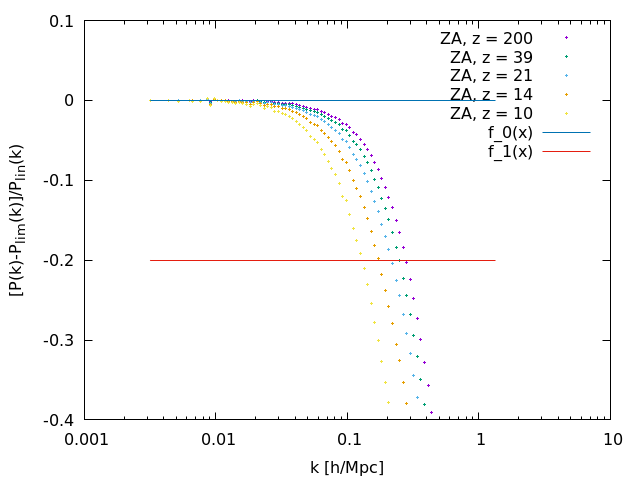 0.1
0
-0.1
-0.2
-0.3
-0.4
0.001
0.01
0.1
1
10
[P(k)-P_lim(k)]/P_lin(k)
k [h/Mpc]
ZA, z = 200
ZA, z = 39
ZA, z = 21
ZA, z = 14
ZA, z = 10
f_0(x)
f_1(x)